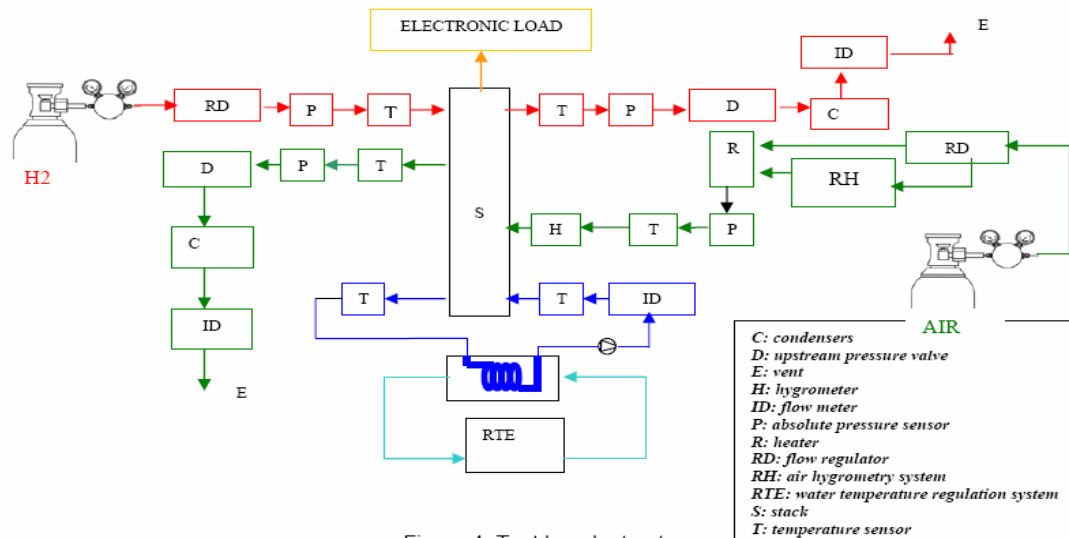 ELECTRONIC LOAD
E
ID
RD
P
T
T
P
D
C
H2
D
P
T
R
RD
RH
S
C
H
T
P
T
T
ID
ID
AIR
E
RTE
C: condensers
D: upstream pressure valve
E: vent
H: hygrometer
ID: flow meter
P: absolute pressure sensor
R: heater
RD: flow regulator
RH: air hygrometry system
RTE: water temperature regulation system
S: stack
T: temperature sensor